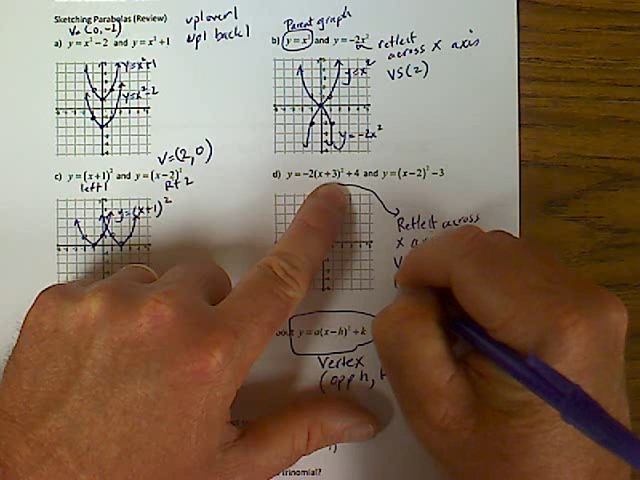 Sketching Parabolas (Review)
V= (0, -2)
up1 over1
up1 back1
a) y = x² - 2 and y = x² + 1
y=x²+1
y=x²-2
Parent graph
b) y = x² and y = -2x²
reflect
across x axis
VS (2)
y=x²
y=-2x²
V=(2,0)
c) y = (x+1)² and y = (x-2)²
left 1 Rt 2
y=(x+1)²
d) y = -2(x+3)² + 4 and y = (x-2)² - 3
Reflect across
x
V
y = a(x-h)² + k
Vertex
(opp h,
trinomial?